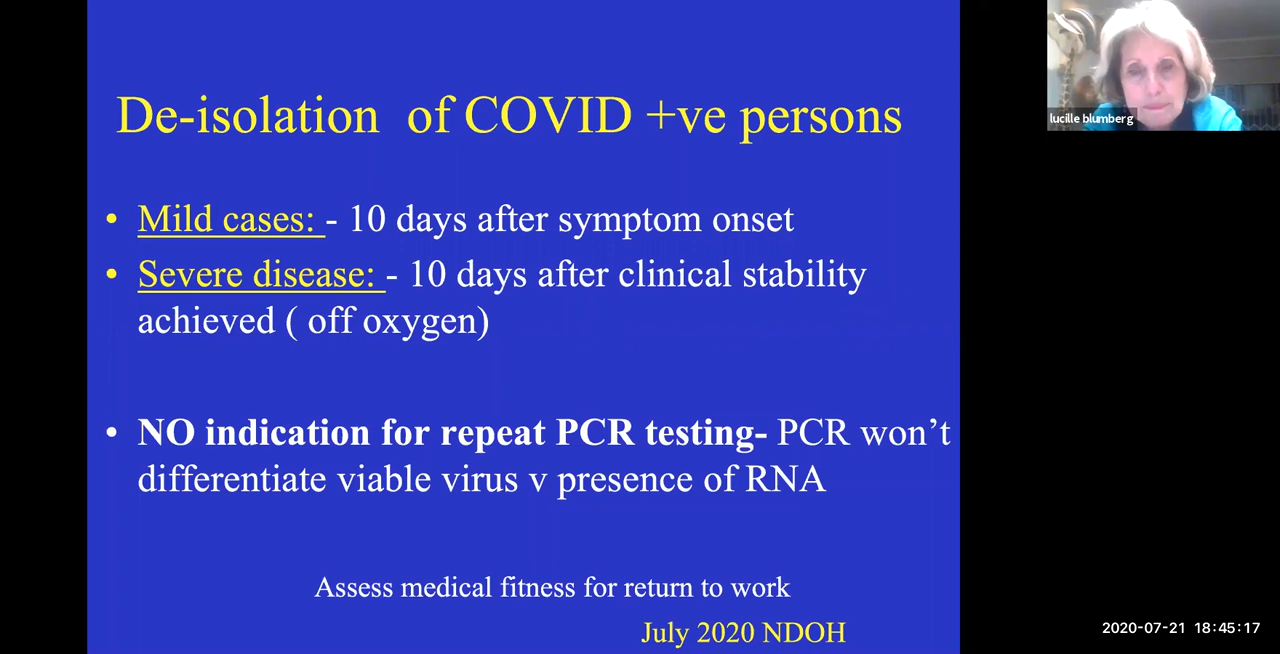 De-isolation of COVID +ve persons
• Mild cases: - 10 days after symptom onset
• Severe disease: - 10 days after clinical stability
achieved ( off oxygen)
• NO indication for repeat PCR testing- PCR won’t
differentiate viable virus v presence of RNA
Assess medical fitness for return to work
July 2020 NDOH
lucille blumberg
2020-07-21 18:45:17